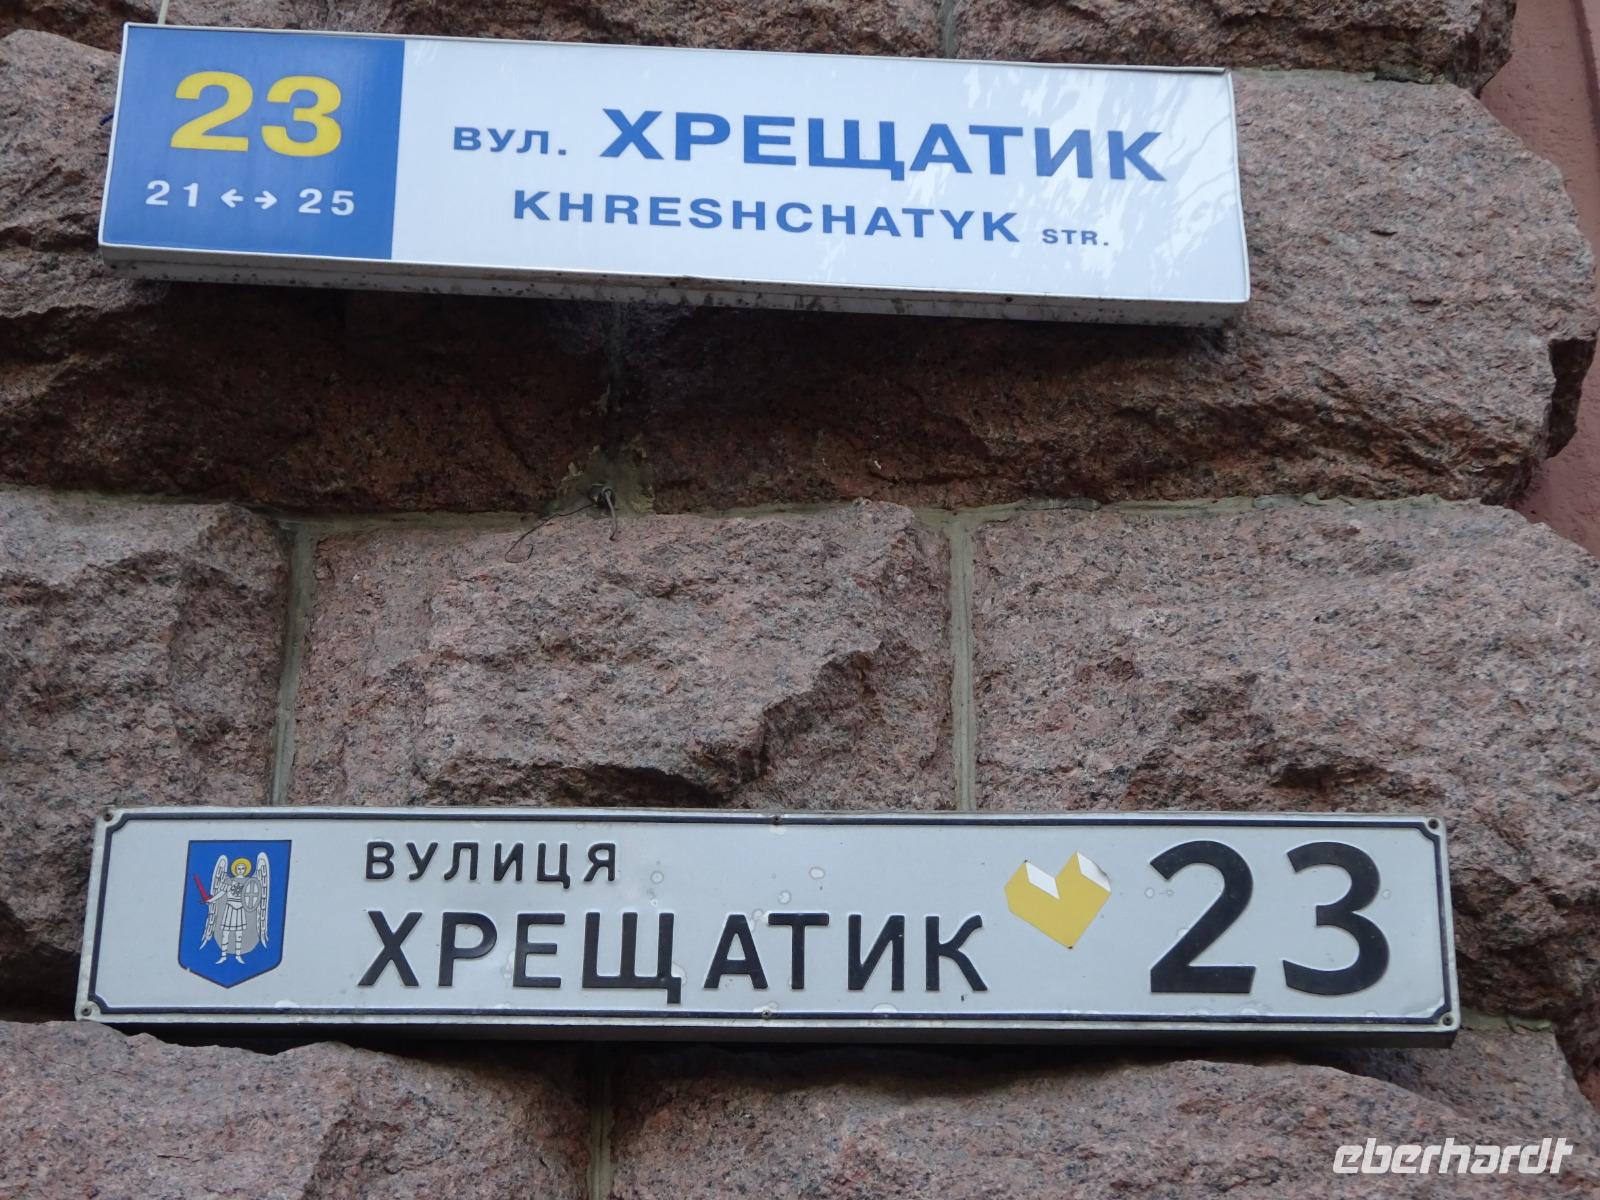 23
21 ↔ 25
вул. ХРЕЩАТИК
KHRESHCHATYK STR.
ВУЛИЦЯ
ХРЕЩАТИК 23
eberhardt